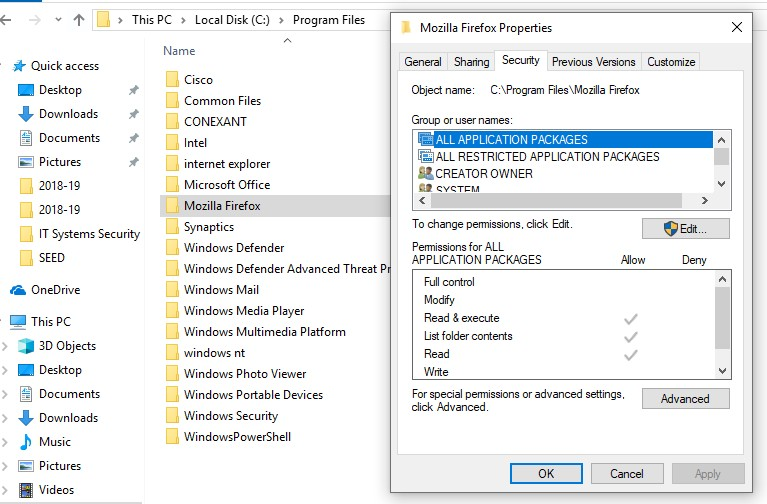 This PC > Local Disk (C:) > Program Files
Quick access
Desktop
Downloads
Documents
Pictures
2018-19
2018-19
IT Systems Security
SEED
OneDrive
This PC
3D Objects
Desktop
Documents
Downloads
Music
Pictures
Videos
Name
Cisco
Common Files
CONEXANT
Intel
internet explorer
Microsoft Office
Mozilla Firefox
Synaptics
Windows Defender
Windows Defender Advanced Threat Pr
Windows Mail
Windows Media Player
Windows Multimedia Platform
windows nt
Windows Photo Viewer
Windows Portable Devices
Windows Security
WindowsPowerShell
Mozilla Firefox Properties
General Sharing Security Previous Versions Customize
Object name: C:\Program Files\Mozilla Firefox
Group or user names:
ALL APPLICATION PACKAGES
ALL RESTRICTED APPLICATION PACKAGES
CREATOR OWNER
SYSTEM
To change permissions, click Edit.
Edit...
Permissions for ALL
APPLICATION PACKAGES Allow Deny
Full control
Modify
Read & execute
List folder contents
Read
Write
For special permissions or advanced settings,
click Advanced.
Advanced
OK Cancel Apply